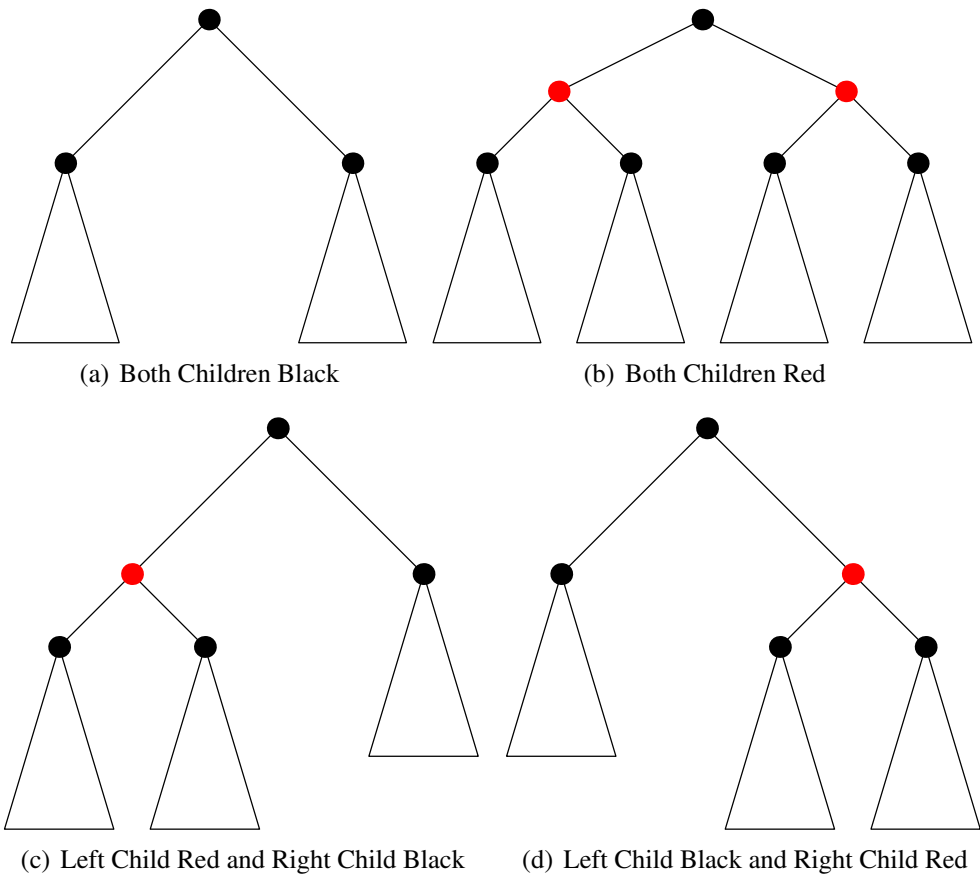 (a) Both Children Black
(b) Both Children Red
(c) Left Child Red and Right Child Black
(d) Left Child Black and Right Child Red